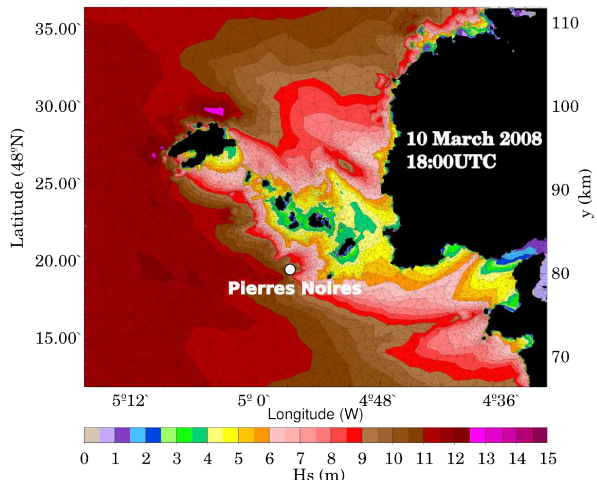 35.00`
30.00`
25.00`
20.00`
15.00`
Latitude (48ºN)
110
100
90
80
70
y (km)
10 March 2008
18:00UTC
Pierres Noires
5º12` 5º 0` 4º48 4º36`
Longitude (W)
0 1 2 3 4 5 6 7 8 9 10 11 12 13 14 15
Hs (m)